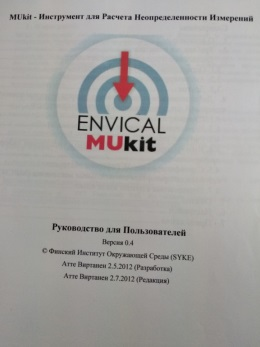 MUkit - Инструмент для Расчета Неопределенности Измерений
ENVICAL
MUkit
Руководство для Пользователей
Версия 0.4
© Финский Институт Окружающей Среды (SYKE)
Атте Виртанен 2.5.2012 (Разработка)
Атте Виртанен 2.7.2012 (Редакция)